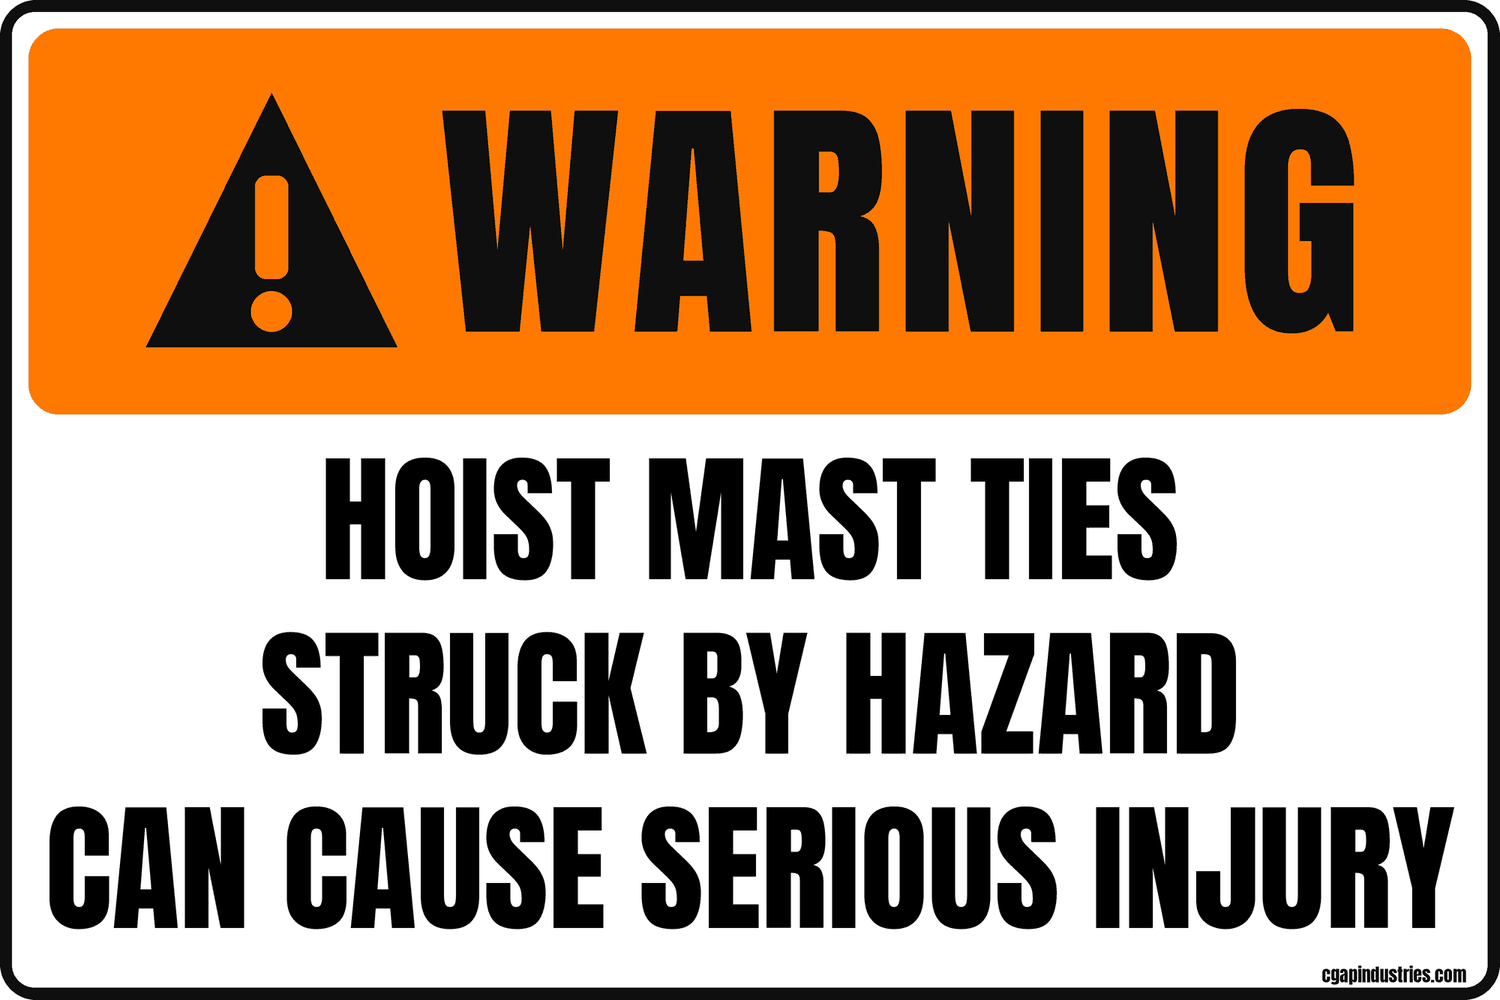 WARNING
HOIST MAST TIES
STRUCK BY HAZARD
CAN CAUSE SERIOUS INJURY
cgapindustries.com